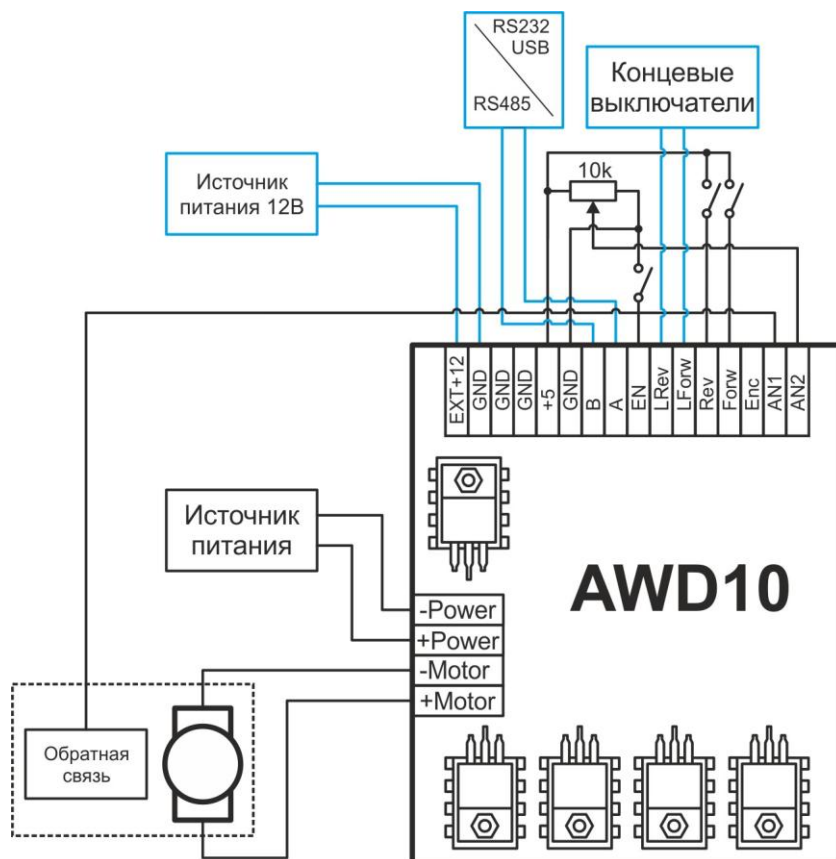 RS232
USB
RS485
Концевые
выключатели
10k
Источник
питания 12В
EXT+12
GND
GND
GND
+5
GND
B
A
EN
LRev
LForw
Rev
Forw
Enc
AN1
AN2
Источник
питания
AWD10
-Power
+Power
-Motor
+Motor
Обратная
связь